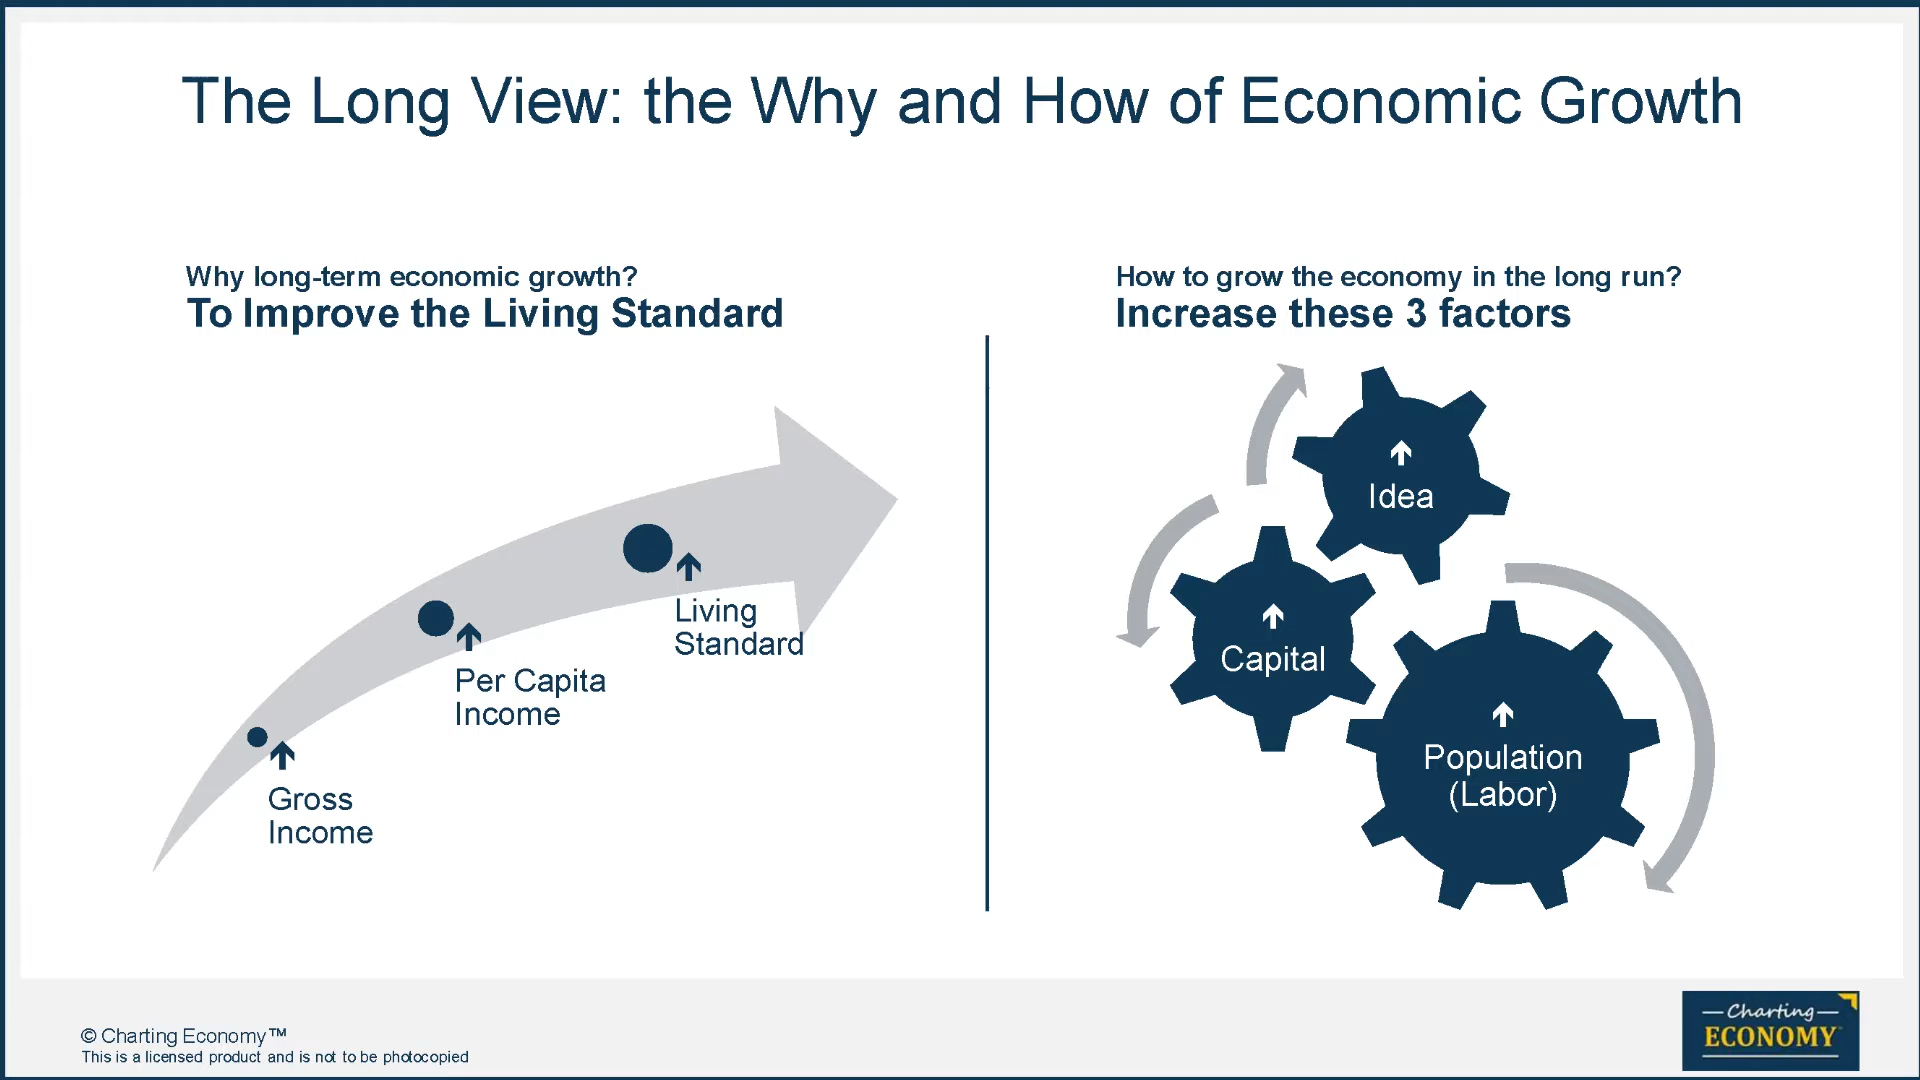 The Long View: the Why and How of Economic Growth
Why long-term economic growth?
To Improve the Living Standard
↑
Living
Standard
↑
Per Capita
Income
↑
Gross
Income
How to grow the economy in the long run?
Increase these 3 factors
↑
Idea
↑
Capital
↑
Population
(Labor)
© Charting Economy™
This is a licensed product and is not to be photocopied
Charting
ECONOMY